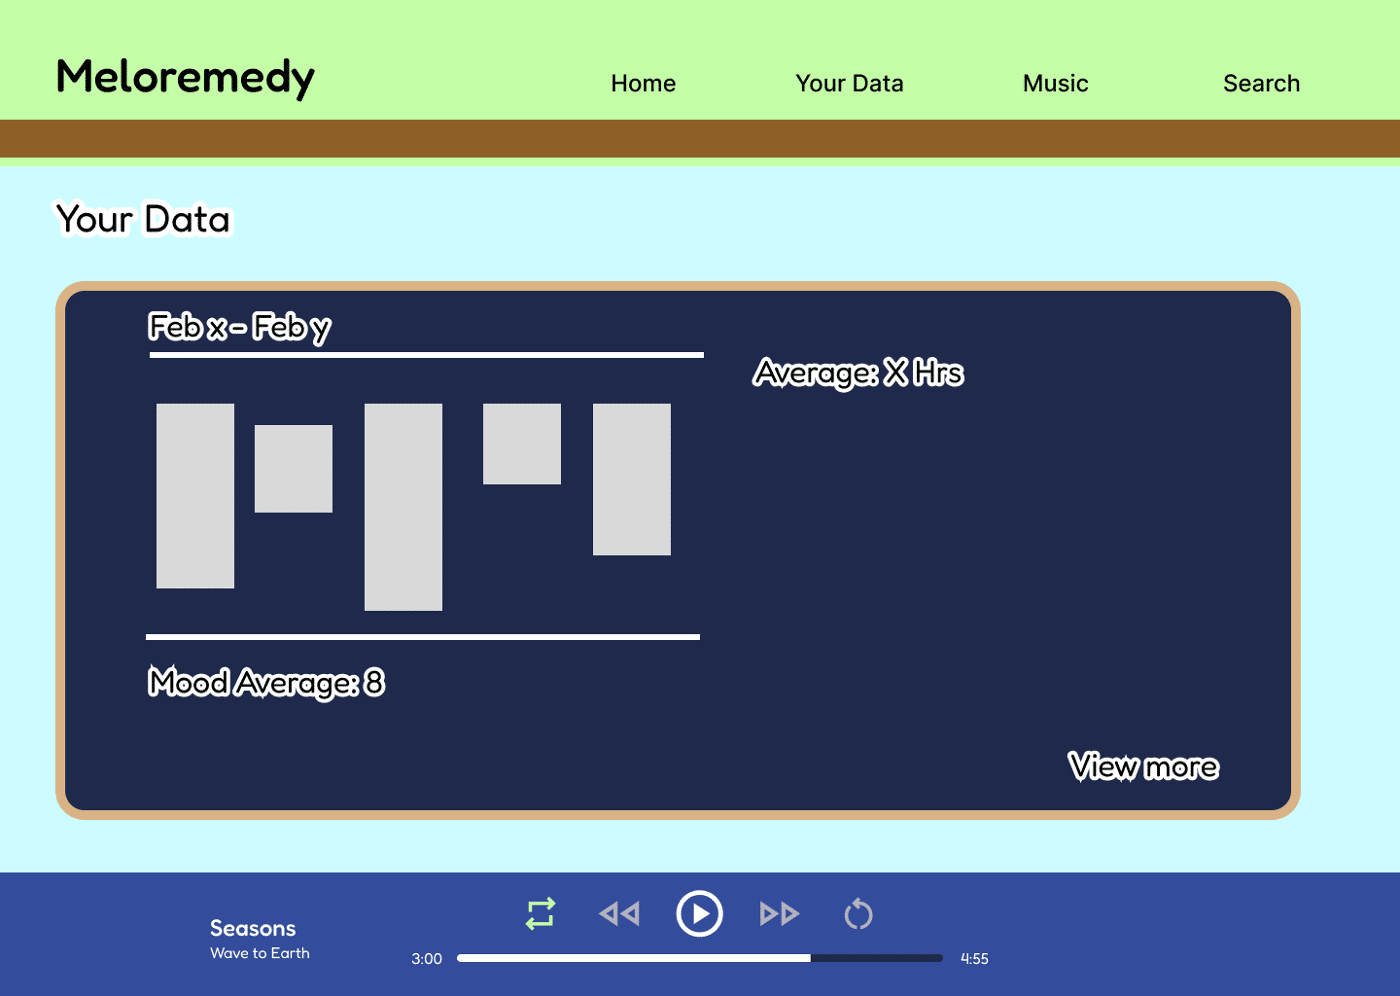 Meloremedy
Home
Your Data
Music
Search
Your Data
Feb x - Feb y
Average: X Hrs
Mood Average: 8
View more
Seasons
Wave to Earth
3:00
4:55